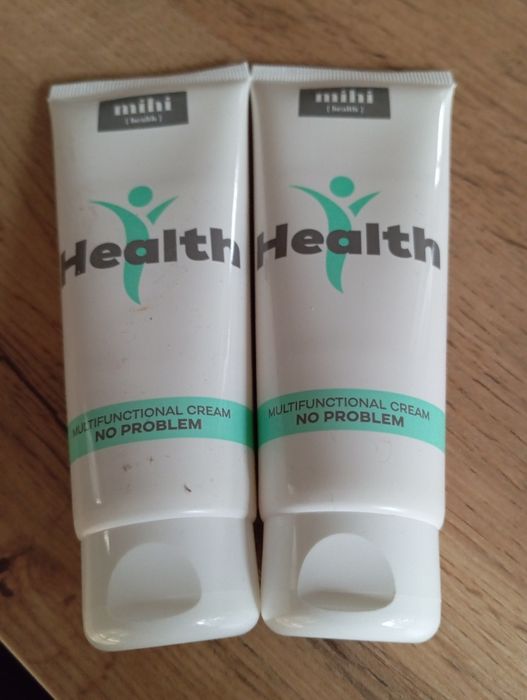 mihi
{ health }
Health
MULTIFUNCTIONAL CREAM
NO PROBLEM
mihi
{ health }
Health
MULTIFUNCTIONAL CREAM
NO PROBLEM